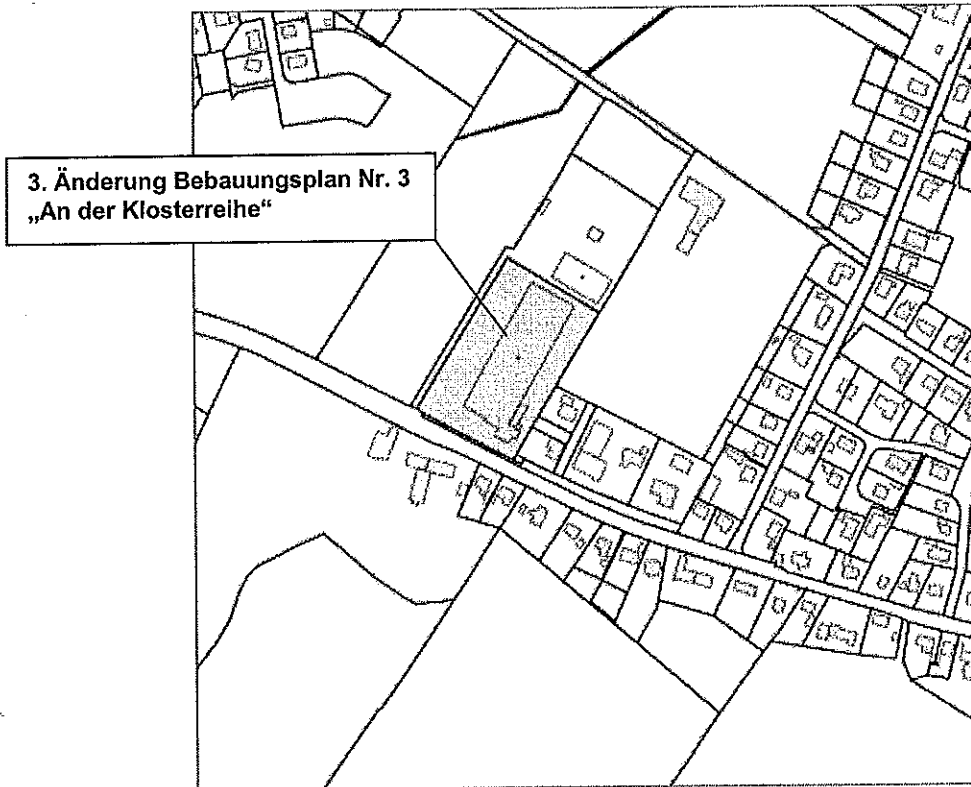 3. Änderung Bebauungsplan Nr. 3
„An der Klosterreihe“